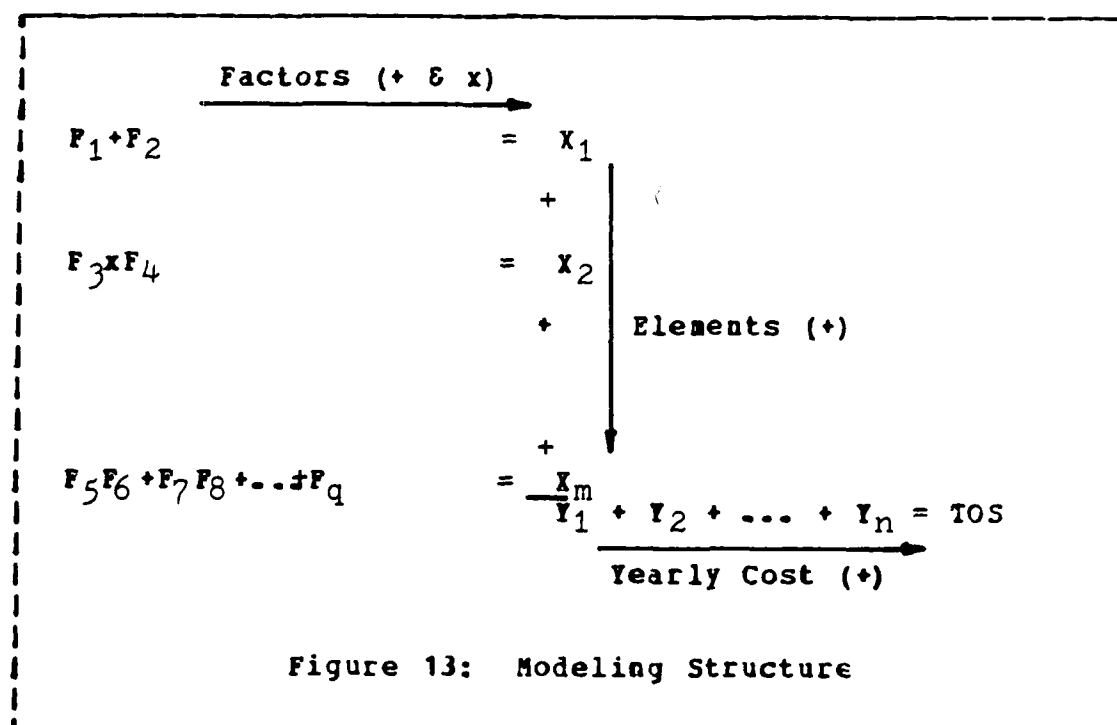 Factors (+ & x)
F1+F2 = X1
+
F3xF4 = X2
+ Elements (+)
+
F5F6+F7F8+...+Fq = Xm
Y1 + Y2 + ... + Yn = TOS
Yearly Cost (+)
Figure 13: Modeling Structure